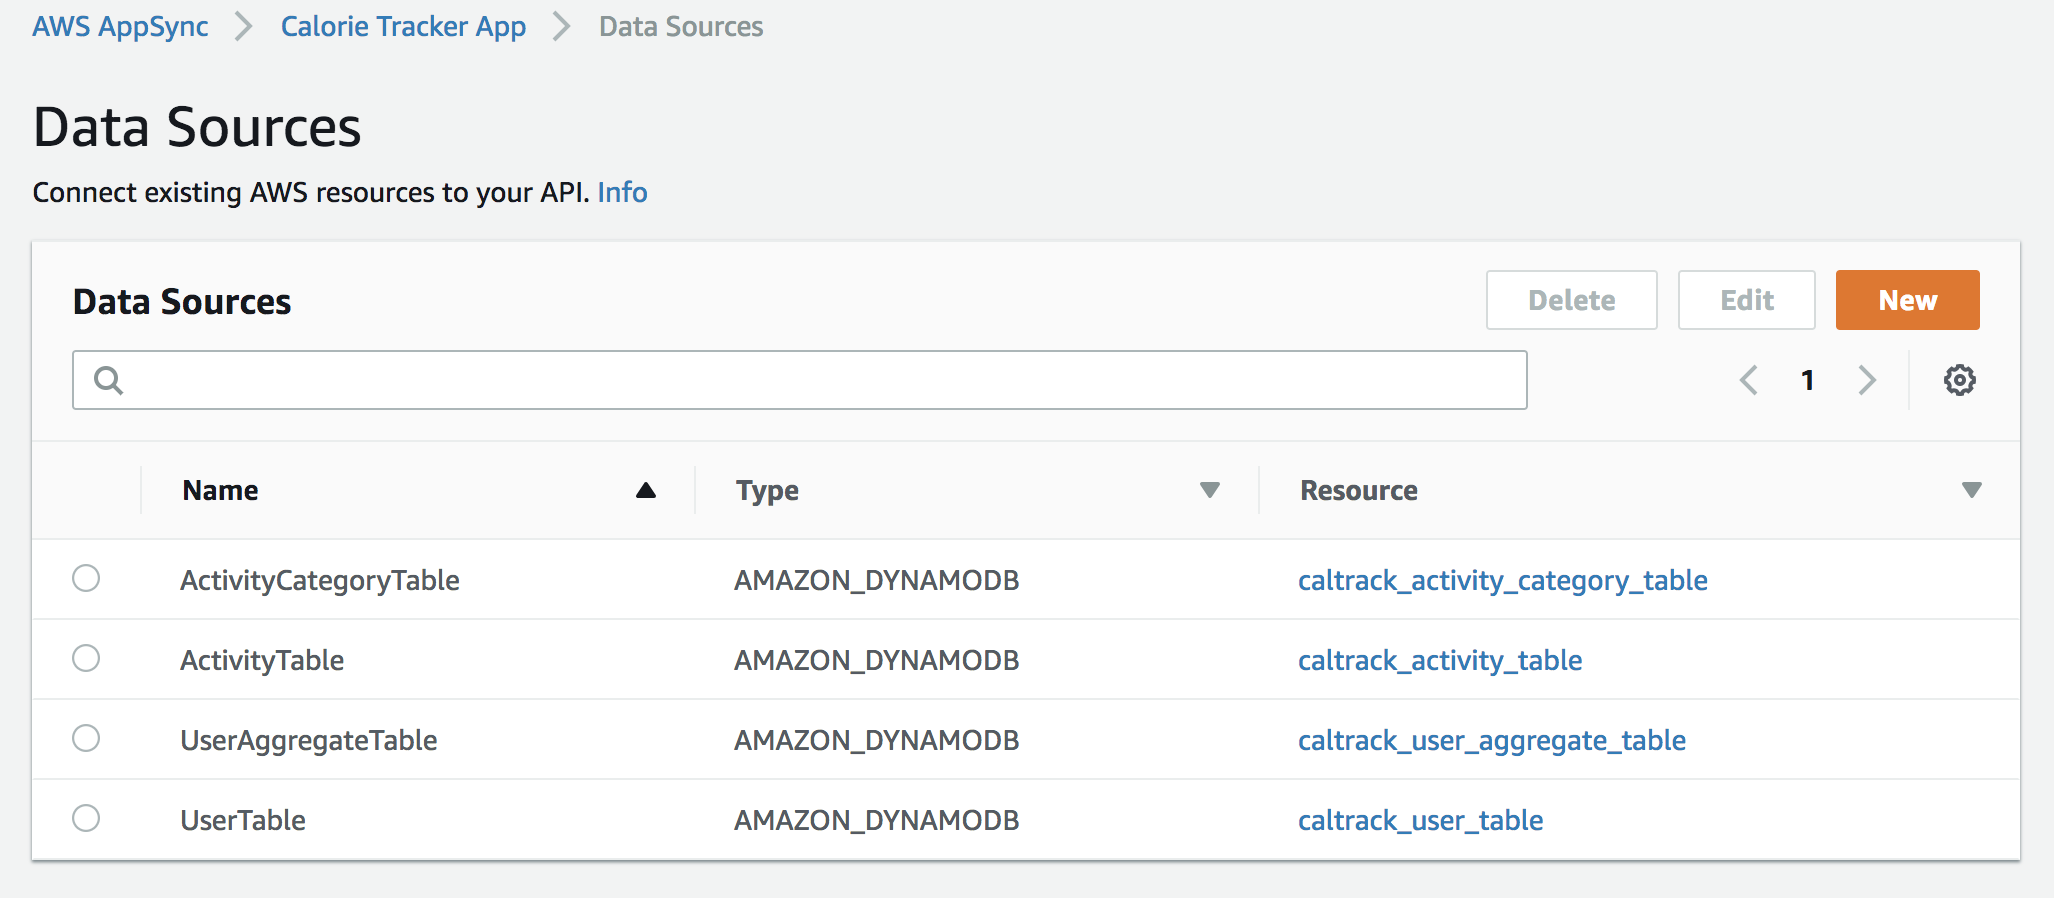 AWS AppSync Calorie Tracker App Data Sources
Data Sources
Connect existing AWS resources to your API. Info
Data Sources Delete Edit New
1
Name Type Resource
ActivityCategoryTable AMAZON_DYNAMODB caltrack_activity_category_table
ActivityTable AMAZON_DYNAMODB caltrack_activity_table
UserAggregateTable AMAZON_DYNAMODB caltrack_user_aggregate_table
UserTable AMAZON_DYNAMODB caltrack_user_table